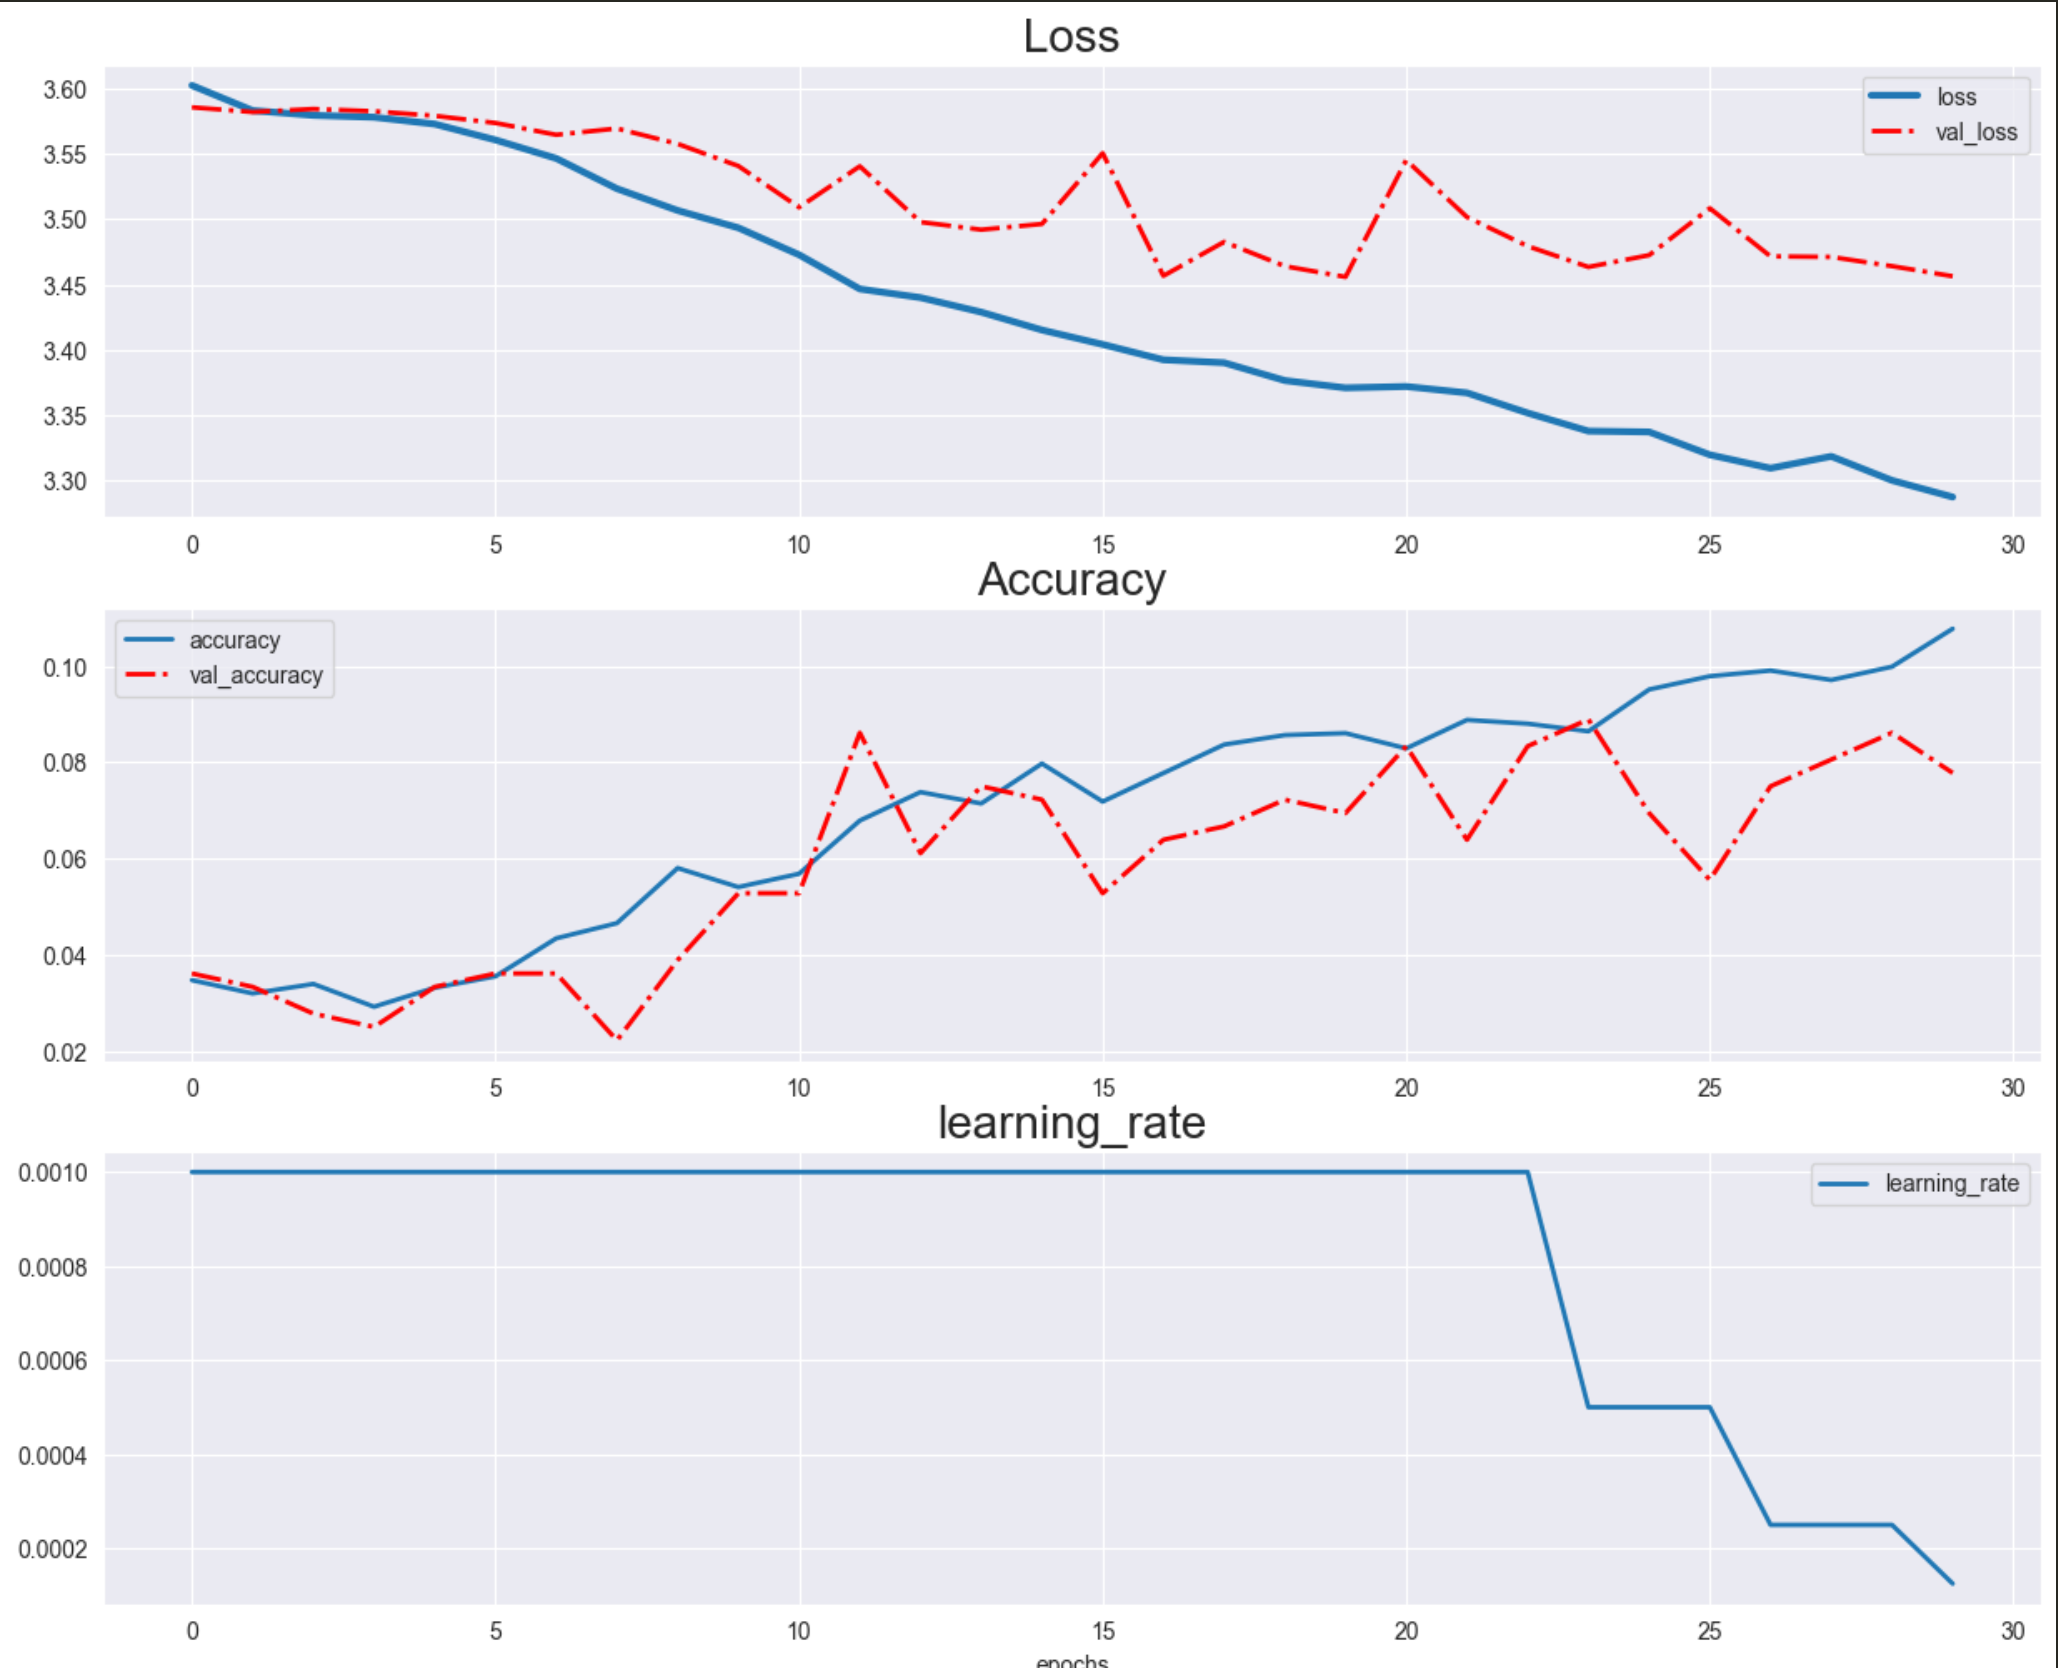 Loss
3.60
3.55
3.50
3.45
3.40
3.35
3.30
loss
val_loss
0 5 10 15 20 25 30
Accuracy
accuracy
val_accuracy
0.10
0.08
0.06
0.04
0.02
0 5 10 15 20 25 30
learning_rate
0.0010
0.0008
0.0006
0.0004
0.0002
learning_rate
0 5 10 15 20 25 30
epochs